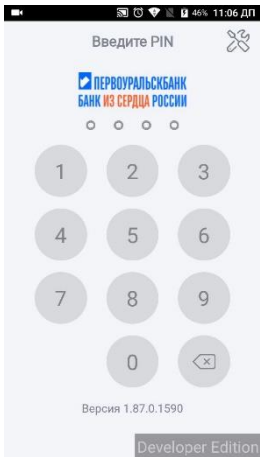 46% 11:06 ДП
Введите PIN
ПЕРВОУРАЛЬСКБАНК
БАНК ИЗ СЕРДЦА РОССИИ
1 2 3
4 5 6
7 8 9
0
Версия 1.87.0.1590
Developer Edition